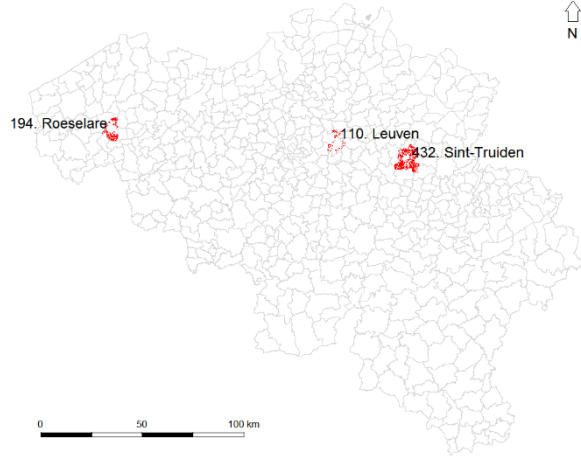 N
194. Roeselare
110. Leuven
432. Sint-Truiden
0 50 100 km